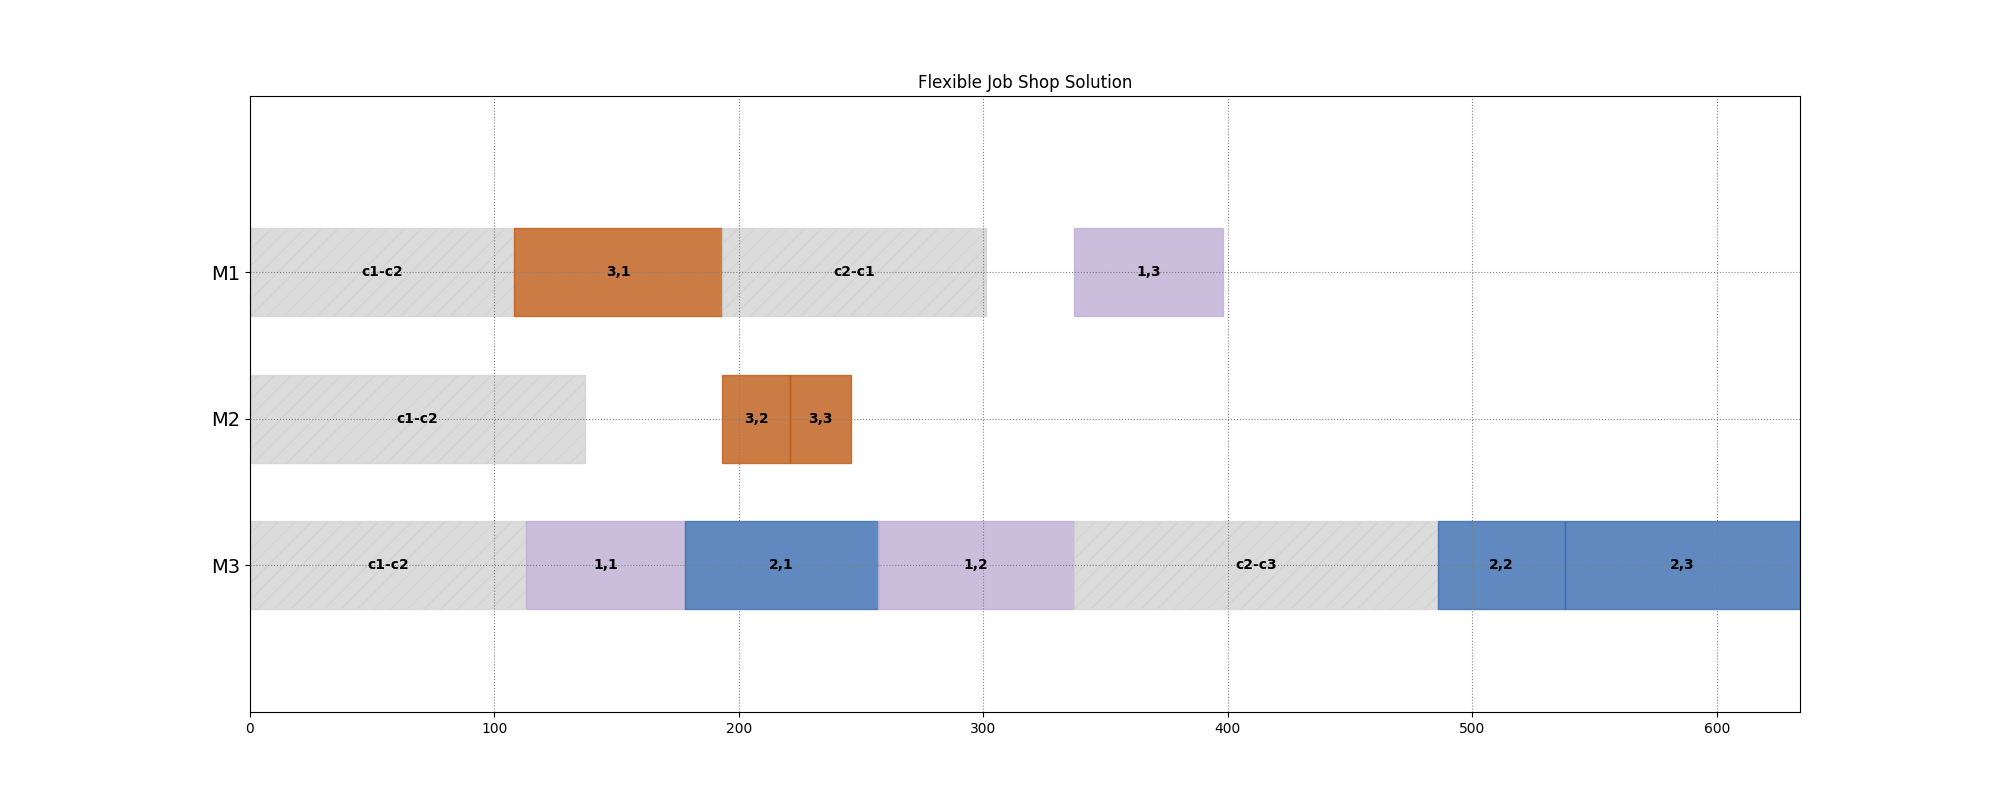 Flexible Job Shop Solution
M1
c1-c2
3,1
c2-c1
1,3
M2
c1-c2
3,2
3,3
M3
c1-c2
1,1
2,1
1,2
c2-c3
2,2
2,3
0
100
200
300
400
500
600